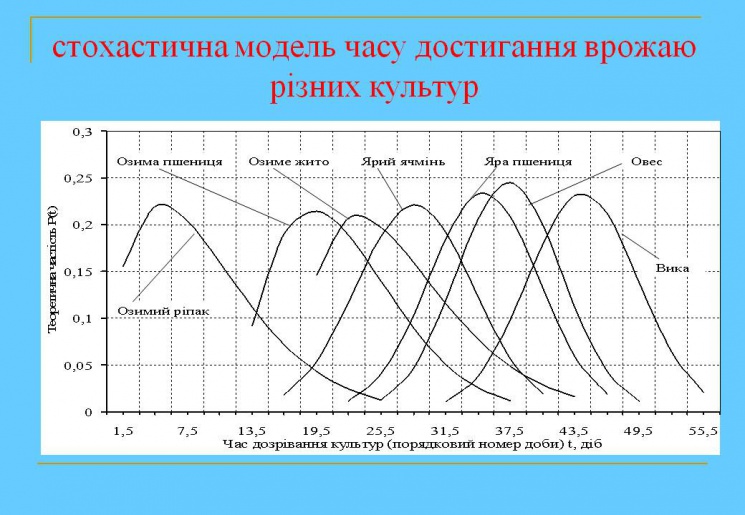 стохастична модель часу достигання врожаю
різних культур
0,3
Озима пшениця Озиме жито Ярий ячмінь Яра пшениця Овес
0,25
0,2
0,15
0,1
0,05
0
Вика
Озимий ріпак
Теоретична частість P(t)
1,5 7,5 13,5 19,5 25,5 31,5 37,5 43,5 49,5 55,5
Час дозрівання культур (порядковий номер доби) t, діб